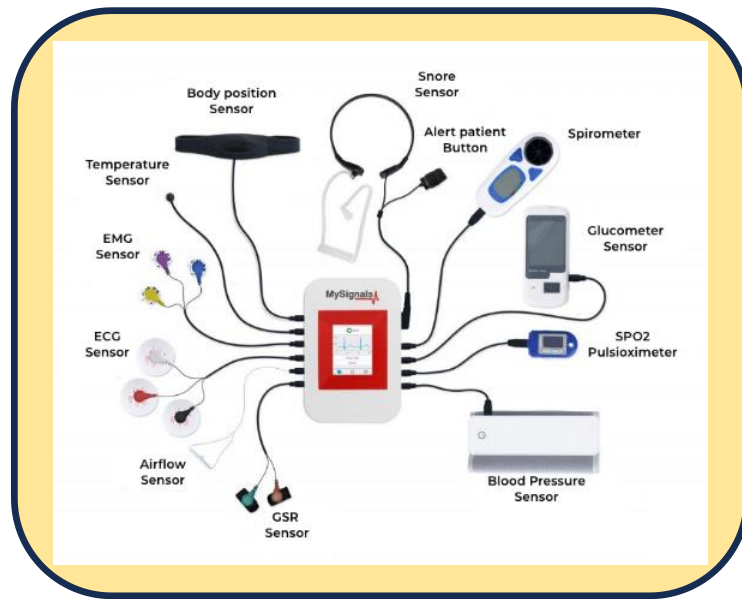 Snore
Sensor
Body position
Sensor
Alert patient
Button
Spirometer
Temperature
Sensor
Glucometer
Sensor
EMG
Sensor
MySignals
ECG
Sensor
SPO2
Pulsioximeter
Airflow
Sensor
Blood Pressure
Sensor
GSR
Sensor